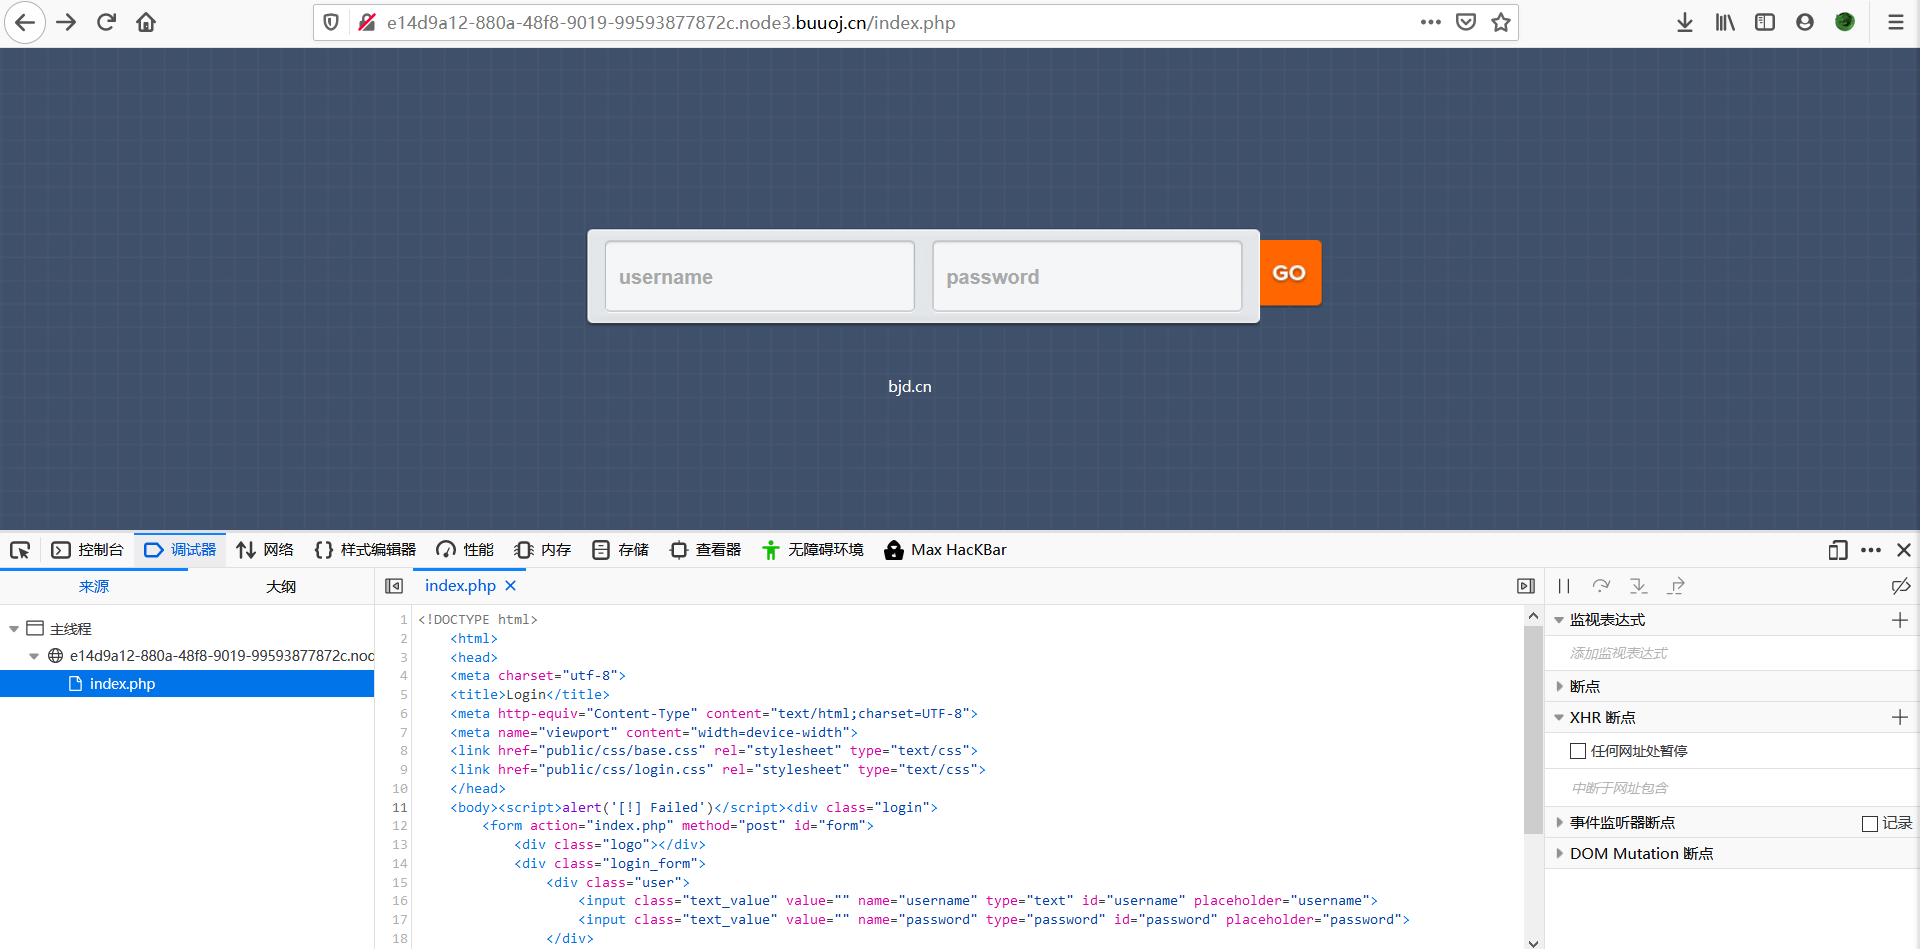 e14d9a12-880a-48f8-9019-99593877872c.node3.buuoj.cn/index.php
username
password
GO
bjd.cn
控制台 调试器 网络 样式编辑器 性能 内存 存储 查看器 无障碍环境 Max HacKBar
来源 大纲
index.php
主线程
e14d9a12-880a-48f8-9019-99593877872c.nod
index.php
1 <!DOCTYPE html>
2 <html>
3 <head>
4 <meta charset="utf-8">
5 <title>Login</title>
6 <meta http-equiv="Content-Type" content="text/html;charset=UTF-8">
7 <meta name="viewport" content="width=device-width">
8 <link href="public/css/base.css" rel="stylesheet" type="text/css">
9 <link href="public/css/login.css" rel="stylesheet" type="text/css">
10 </head>
11 <body><script>alert('[!] Failed')</script><div class="login">
12 <form action="index.php" method="post" id="form">
13 <div class="logo"></div>
14 <div class="login_form">
15 <div class="user">
16 <input class="text_value" value="" name="username" type="text" id="username" placeholder="username">
17 <input class="text_value" value="" name="password" type="password" id="password" placeholder="password">
18 </div>
监视表达式
添加监视表达式
断点
XHR 断点
任何网址处暂停
中断于网址包含
事件监听器断点 记录
DOM Mutation 断点